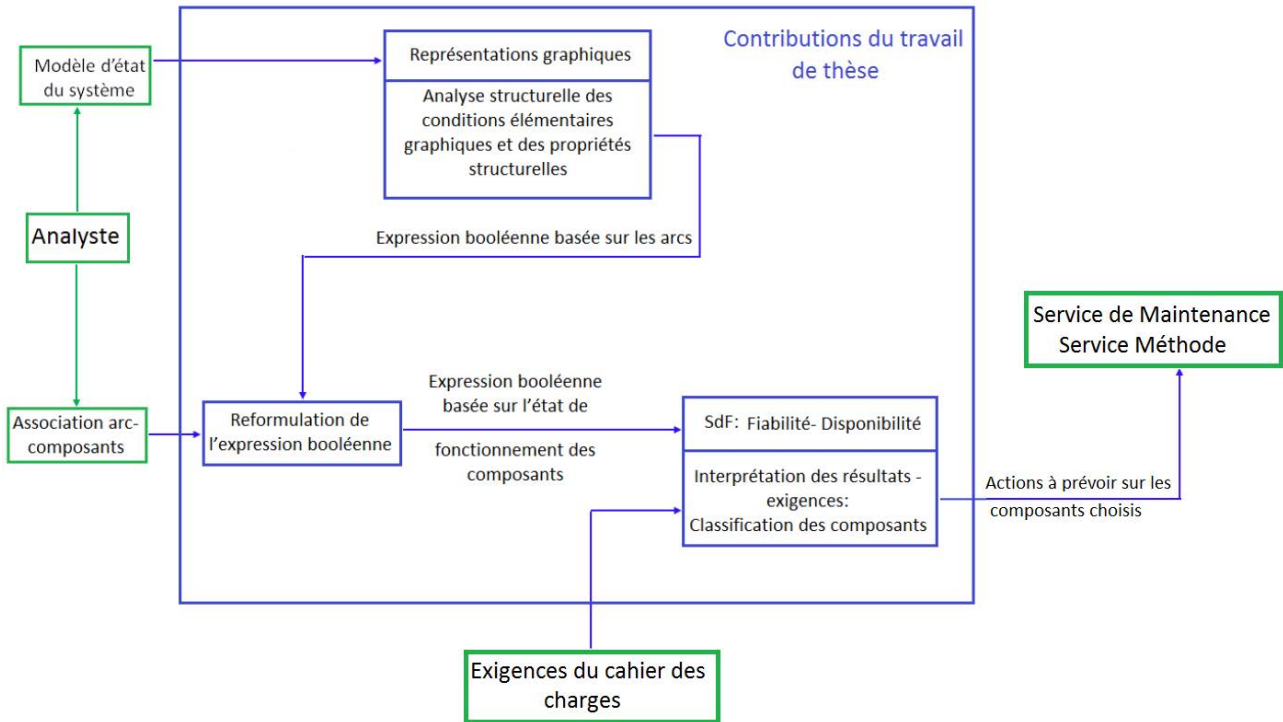 Contributions du travail
de thèse
Modèle d'état
du système
Représentations graphiques
Analyse structurelle des
conditions élémentaires
graphiques et des propriétés
structurelles
Analyste
Expression booléenne basée sur les arcs
Service de Maintenance
Service Méthode
Association arc-
composants
Reformulation de
l'expression booléenne
Expression booléenne
basée sur l'état de
fonctionnement des
composants
SdF: Fiabilité- Disponibilité
Interprétation des résultats -
exigences:
Classification des composants
Actions à prévoir sur les
composants choisis
Exigences du cahier des
charges